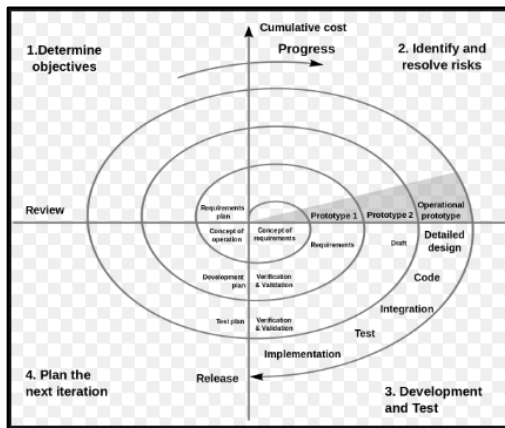 Cumulative cost
1.Determine
objectives
Progress
2. Identify and
resolve risks
Review
Requirements
plan
Prototype 1
Prototype 2
Operational
prototype
Concept of
operation
Concept of
requirements
Requirements
Draft
Detailed
design
Development
plan
Verification
& Validation
Code
Integration
Test plan
Verification
& Validation
Test
Implementation
4. Plan the
next iteration
Release
3. Development
and Test